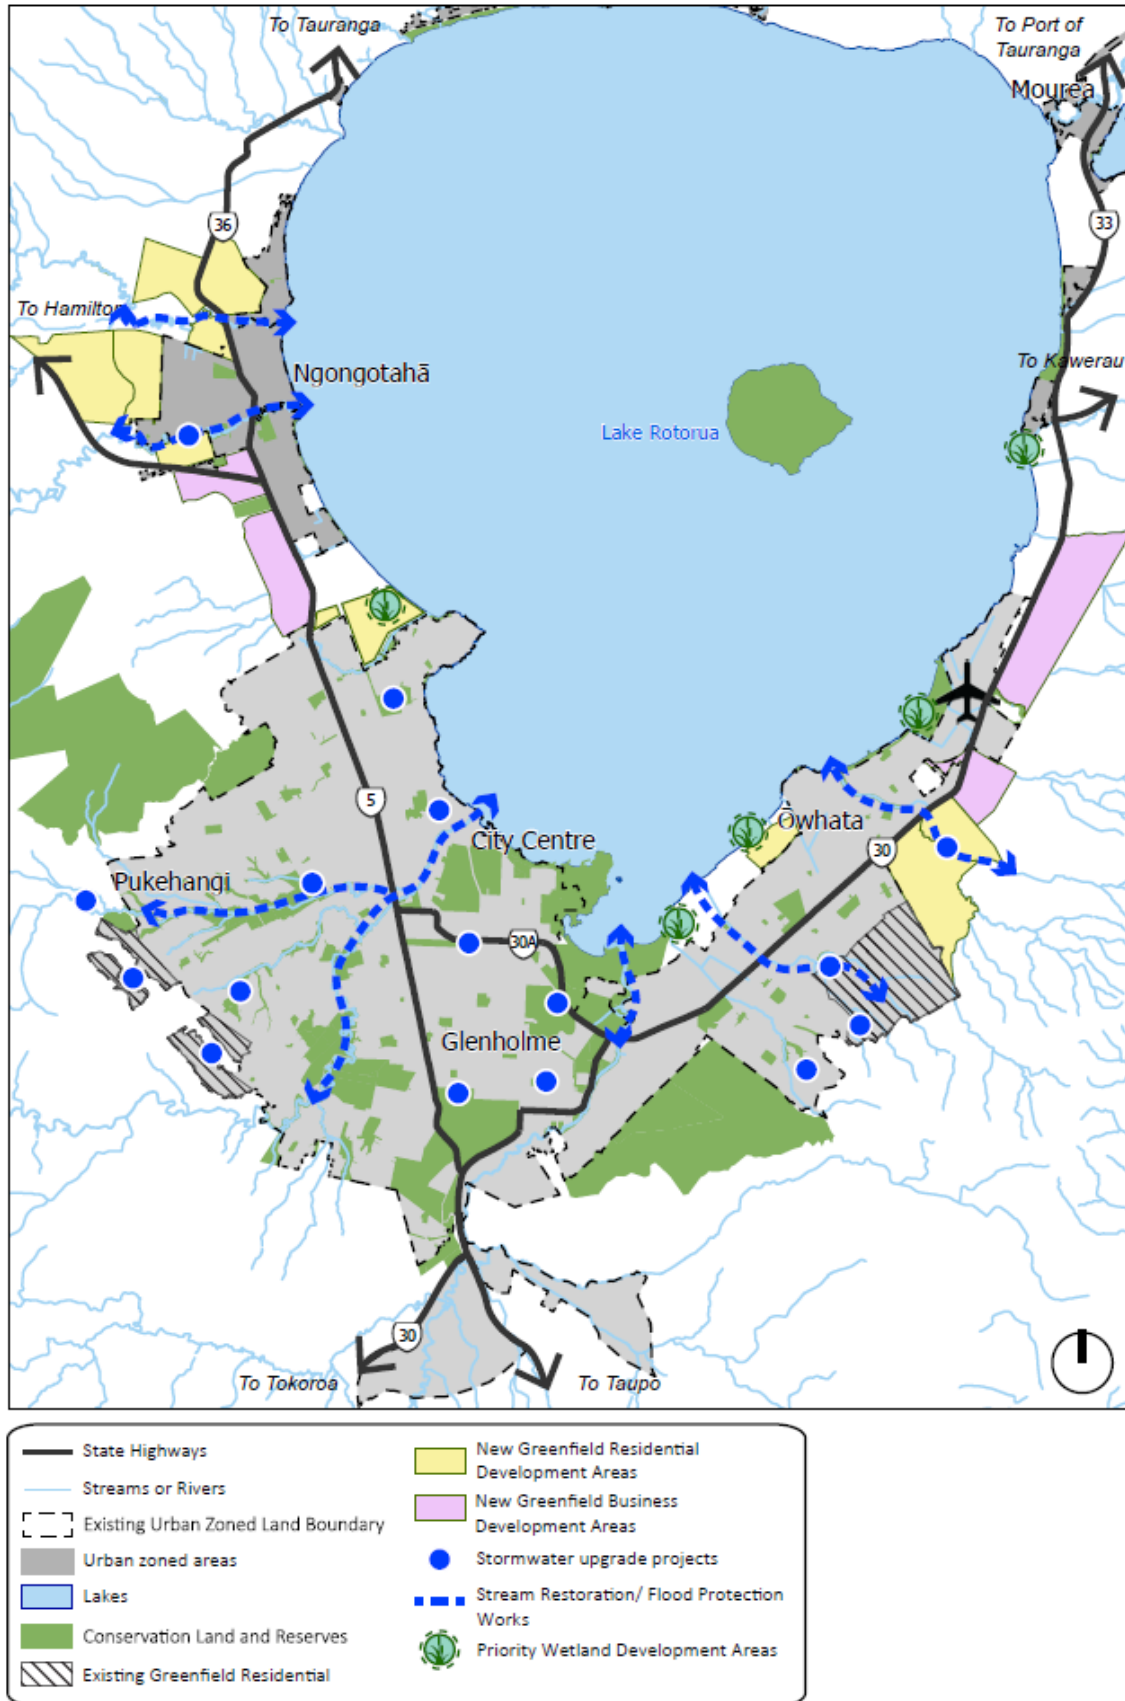 To Tauranga
To Port of
Tauranga
Mourea
36
33
To Hamilton
Ngongotahā
To Kawerau
Lake Rotorua
5
City Centre
Ōwhata
30
Pukehangi
30A
Glenholme
30
To Tokoroa
To Taupo
State Highways
Streams or Rivers
Existing Urban Zoned Land Boundary
Urban zoned areas
Lakes
Conservation Land and Reserves
Existing Greenfield Residential
New Greenfield Residential
Development Areas
New Greenfield Business
Development Areas
Stormwater upgrade projects
Stream Restoration/ Flood Protection
Works
Priority Wetland Development Areas